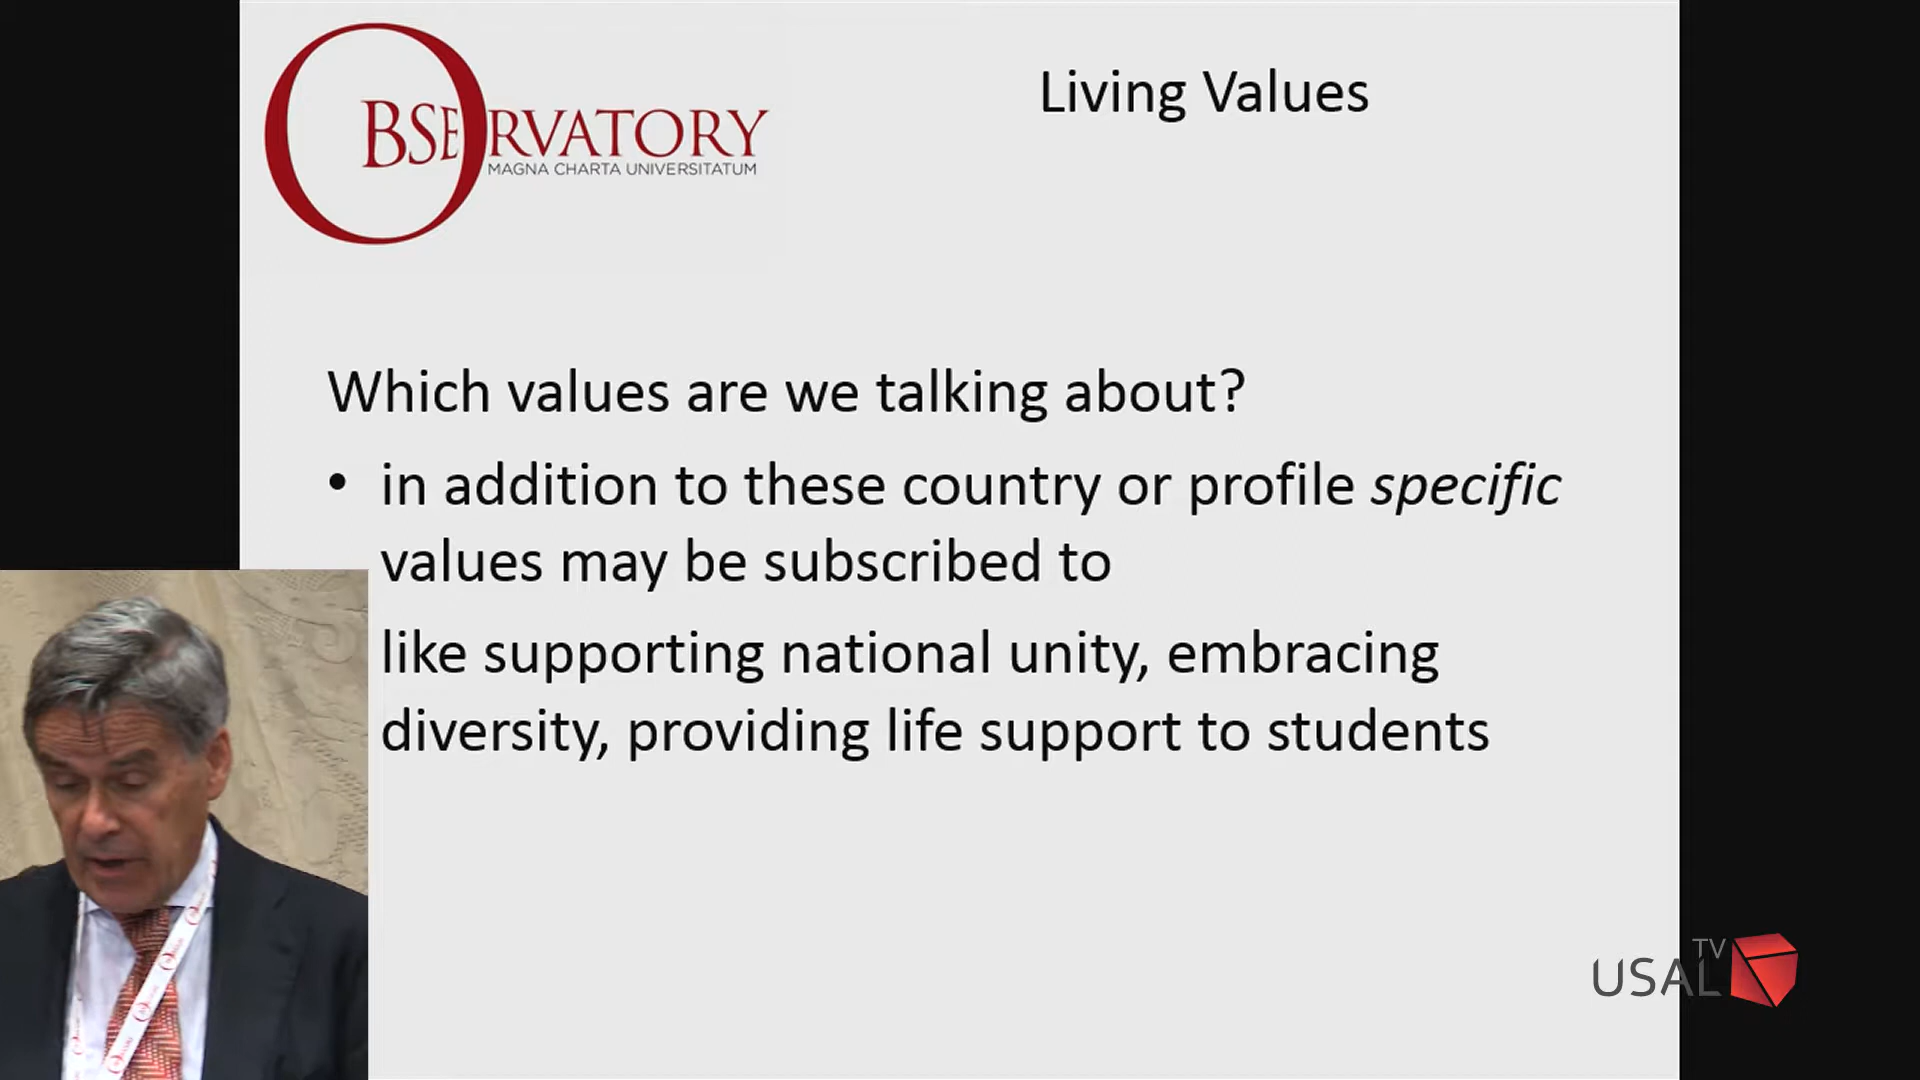 OBSERVATORY
MAGNA CHARTA UNIVERSITATUM
Living Values
Which values are we talking about?
• in addition to these country or profile specific
values may be subscribed to
like supporting national unity, embracing
diversity, providing life support to students
USAL TV